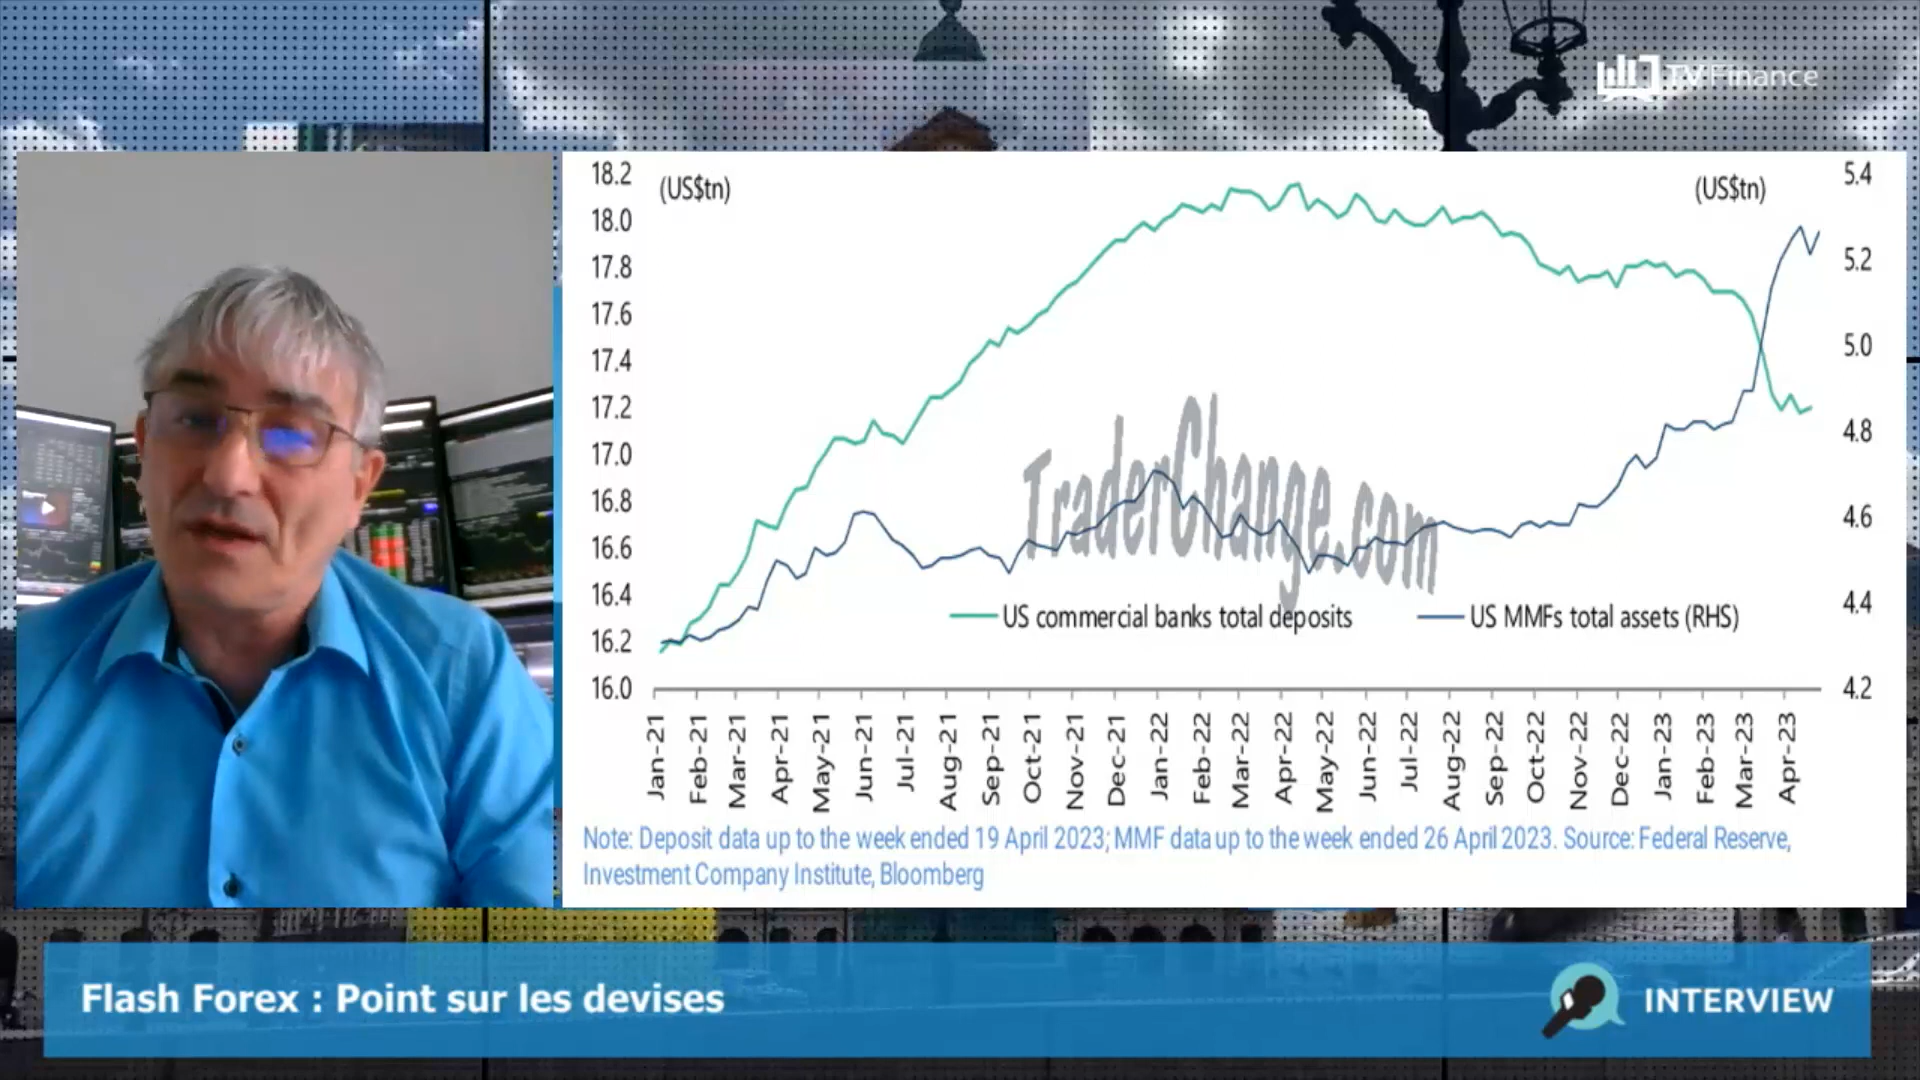 TV Finance
18.2
18.0
17.8
17.6
17.4
17.2
17.0
16.8
16.6
16.4
16.2
16.0
(US$tn)
(US$tn)
5.4
5.2
5.0
4.8
4.6
4.4
4.2
TraderChange.com
US commercial banks total deposits
US MMFs total assets (RHS)
Jan-21
Feb-21
Mar-21
Apr-21
May-21
Jun-21
Jul-21
Aug-21
Sep-21
Oct-21
Nov-21
Dec-21
Jan-22
Feb-22
Mar-22
Apr-22
May-22
Jun-22
Jul-22
Aug-22
Sep-22
Oct-22
Nov-22
Dec-22
Jan-23
Feb-23
Mar-23
Apr-23
Note: Deposit data up to the week ended 19 April 2023; MMF data up to the week ended 26 April 2023. Source: Federal Reserve,
Investment Company Institute, Bloomberg
Flash Forex : Point sur les devises
INTERVIEW